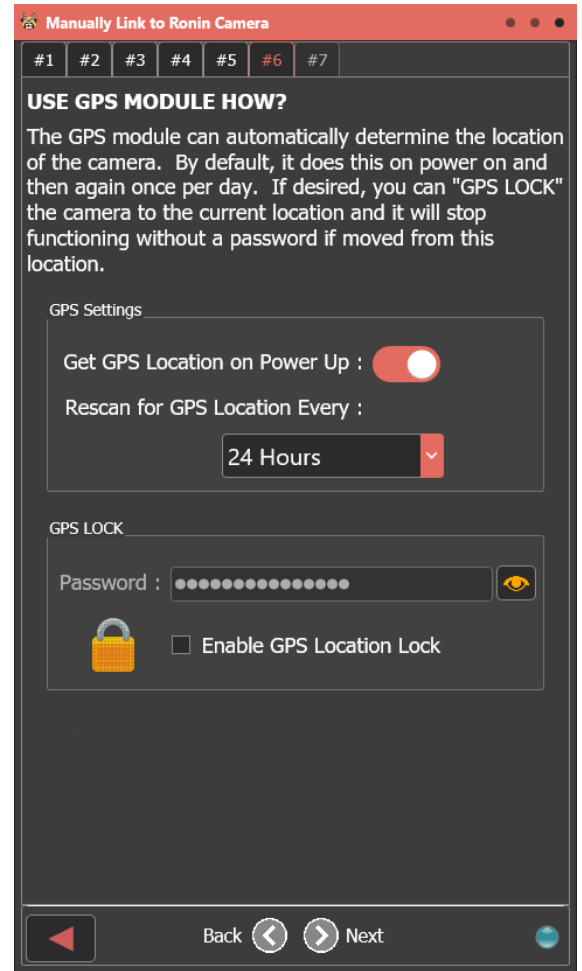 Manually Link to Ronin Camera
#1 #2 #3 #4 #5 #6 #7
USE GPS MODULE HOW?
The GPS module can automatically determine the location
of the camera.  By default, it does this on power on and
then again once per day.  If desired, you can "GPS LOCK"
the camera to the current location and it will stop
functioning without a password if moved from this
location.
GPS Settings
Get GPS Location on Power Up :
Rescan for GPS Location Every :
24 Hours
GPS LOCK
Password : ●●●●●●●●●●●●●●●
Enable GPS Location Lock
Back Next